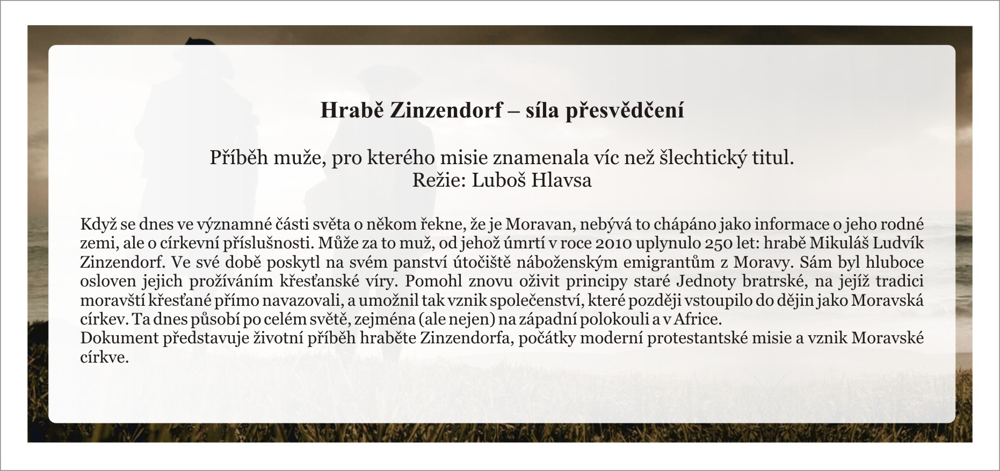 Hrabě Zinzendorf – síla přesvědčení
Příběh muže, pro kterého misie znamenala víc než šlechtický titul.
Režie: Luboš Hlavsa
Když se dnes ve významné části světa o někom řekne, že je Moravan, nebývá to chápáno jako informace o jeho rodné
zemi, ale o církevní příslušnosti. Může za to muž, od jehož úmrtí v roce 2010 uplynulo 250 let: hrabě Mikuláš Ludvík
Zinzendorf. Ve své době poskytl na svém panství útočiště náboženským emigrantům z Moravy. Sám byl hluboce
osloven jejich prožíváním křesťanské víry. Pomohl znovu oživit principy staré Jednoty bratrské, na jejíž tradici
moravští křesťané přímo navazovali, a umožnil tak vznik společenství, které později vstoupilo do dějin jako Moravská
církev. Ta dnes působí po celém světě, zejména (ale nejen) na západní polokouli a v Africe.
Dokument představuje životní příběh hraběte Zinzendorfa, počátky moderní protestantské misie a vznik Moravské
církve.